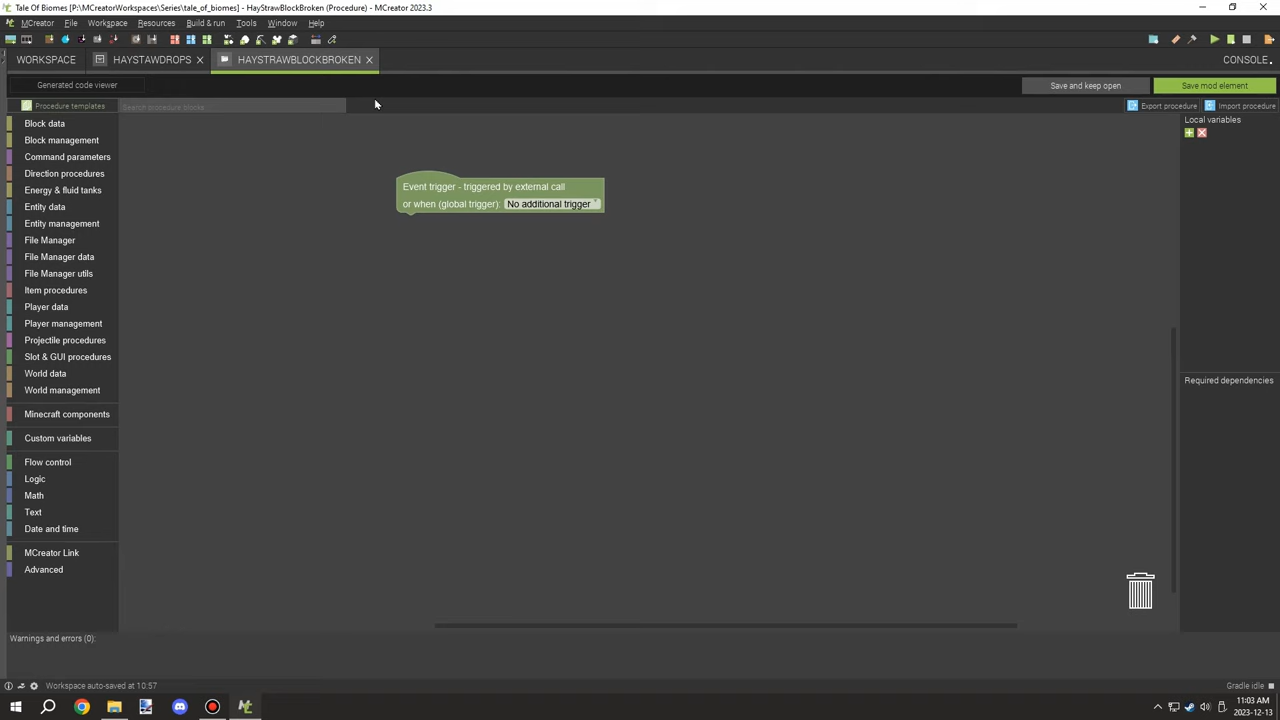 Tale Of Biomes - [P:\MCreatorWorkspaces\Series\tale_of_biomes] - HayStrawBlockBroken (Procedure) - MCreator 2023.3
MCreator File Workspace Resources Build & run Tools Window Help
WORKSPACE HAYSTAWDROPS HAYSTRAWBLOCKBROKEN CONSOLE
Generated code viewer Save and keep open Save mod element
Procedure templates Search procedure blocks... Export procedure Import procedure
Local variables
Block data
Block management
Command parameters
Direction procedures
Energy & fluid tanks
Entity data
Entity management
File Manager
File Manager data
File Manager utils
Item procedures
Player data
Player management
Projectile procedures
Slot & GUI procedures
World data
World management
Minecraft components
Custom variables
Flow control
Logic
Math
Text
Date and time
MCreator Link
Advanced
Event trigger - triggered by external call
or when (global trigger): No additional trigger
Required dependencies
Warnings and errors (0):
Workspace auto-saved at 10:57 Gradle idle
11:03 AM
2023-12-13